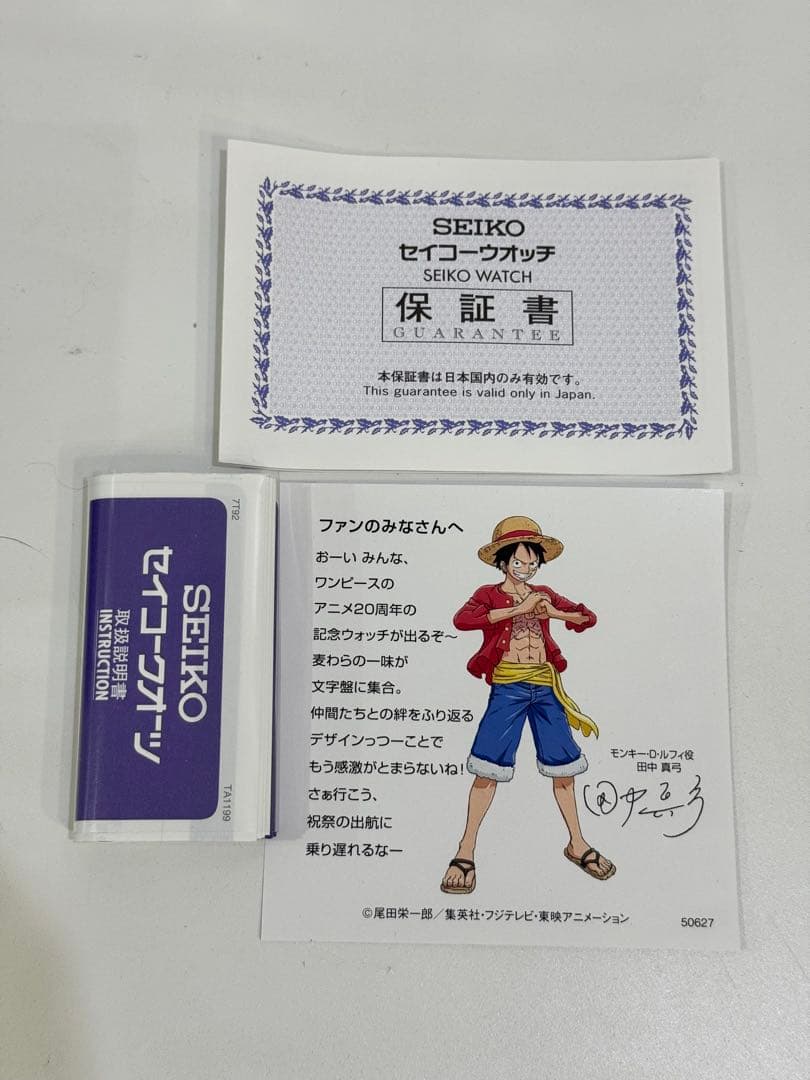 SEIKO
セイコーウオッチ
SEIKO WATCH
保証書
GUARANTEE
本保証書は日本国内のみ有効です。
This guarantee is valid only in Japan.
7T92
SEIKO
セイコーウオッチ
取扱説明書
INSTRUCTION
TA1199
ファンのみなさんへ
おーい みんな、
ワンピースの
アニメ20周年の
記念ウォッチが出るぞ〜
麦わらの一味が
文字盤に集合。
仲間たちとの絆をふり返る
デザインっつーことで
もう感激がとまらないね!
さぁ行こう、
祝祭の出航に
乗り遅れるなー
モンキー・D・ルフィ役
田中 真弓
田中真弓
©尾田栄一郎／集英社・フジテレビ・東映アニメーション
50627